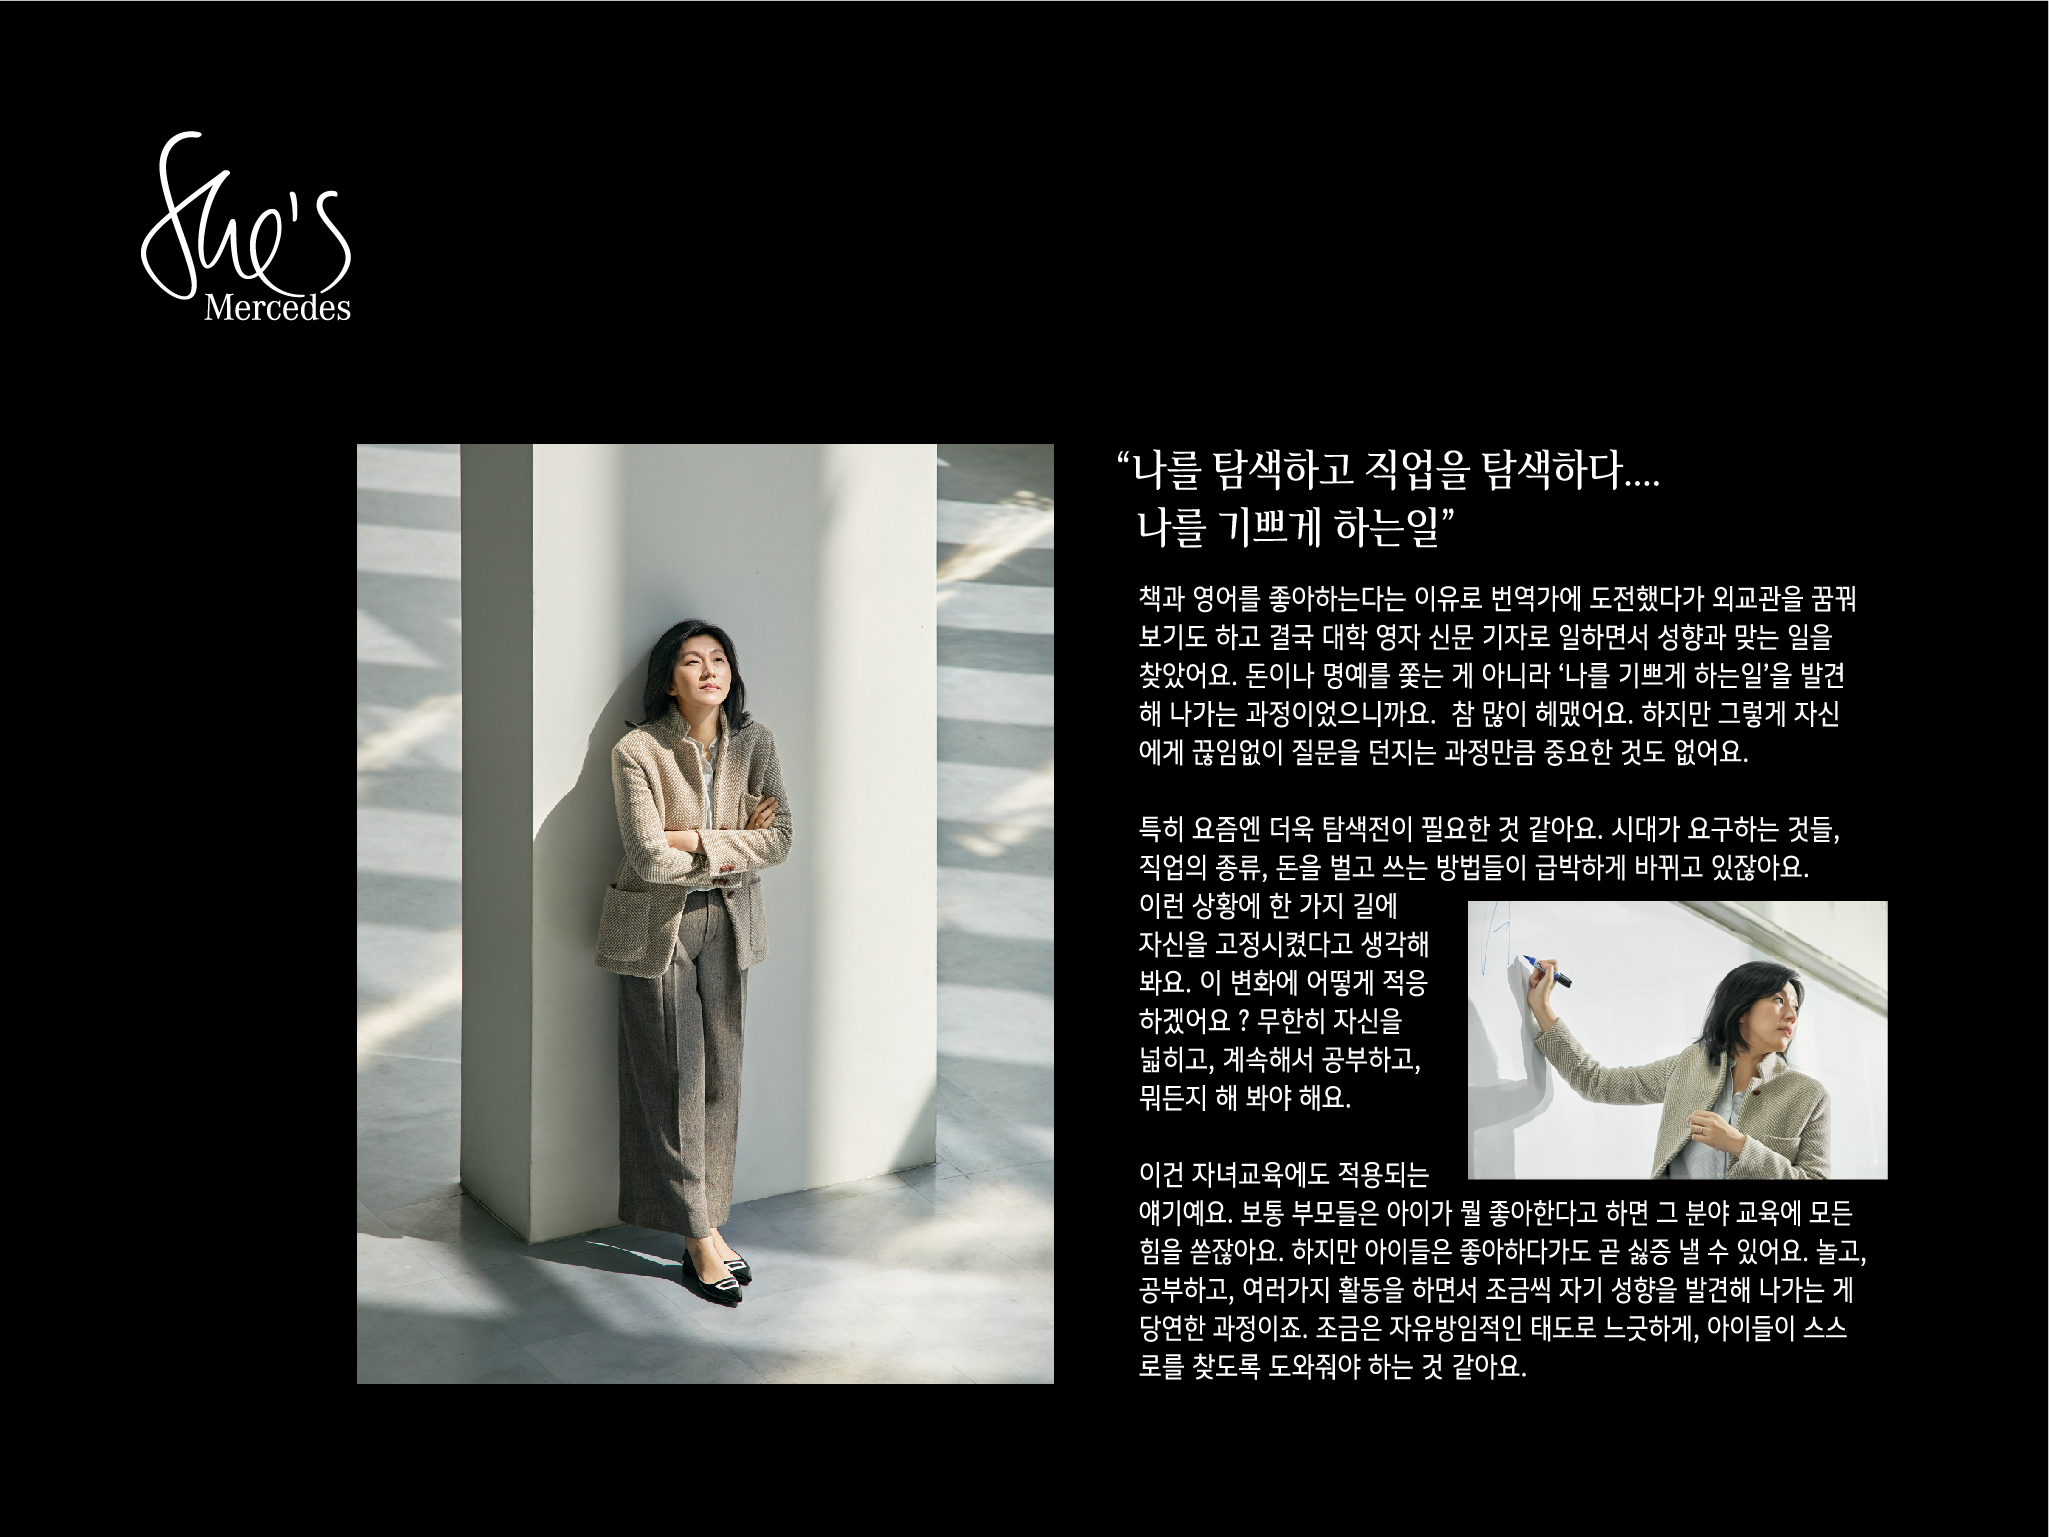 She's
Mercedes
“나를 탐색하고 직업을 탐색하다....
나를 기쁘게 하는일”
책과 영어를 좋아하는다는 이유로 번역가에 도전했다가 외교관을 꿈꿔
보기도 하고 결국 대학 영자 신문 기자로 일하면서 성향과 맞는 일을
찾았어요. 돈이나 명예를 쫓는 게 아니라 ‘나를 기쁘게 하는일’을 발견
해 나가는 과정이었으니까요.  참 많이 헤맸어요. 하지만 그렇게 자신
에게 끊임없이 질문을 던지는 과정만큼 중요한 것도 없어요.
특히 요즘엔 더욱 탐색전이 필요한 것 같아요. 시대가 요구하는 것들,
직업의 종류, 돈을 벌고 쓰는 방법들이 급박하게 바뀌고 있잖아요.
이런 상황에 한 가지 길에
자신을 고정시켰다고 생각해
봐요. 이 변화에 어떻게 적응
하겠어요 ? 무한히 자신을
넓히고, 계속해서 공부하고,
뭐든지 해 봐야 해요.
이건 자녀교육에도 적용되는
얘기예요. 보통 부모들은 아이가 뭘 좋아한다고 하면 그 분야 교육에 모든
힘을 쏟잖아요. 하지만 아이들은 좋아하다가도 곧 싫증 낼 수 있어요. 놀고,
공부하고, 여러가지 활동을 하면서 조금씩 자기 성향을 발견해 나가는 게
당연한 과정이죠. 조금은 자유방임적인 태도로 느긋하게, 아이들이 스스
로를 찾도록 도와줘야 하는 것 같아요.